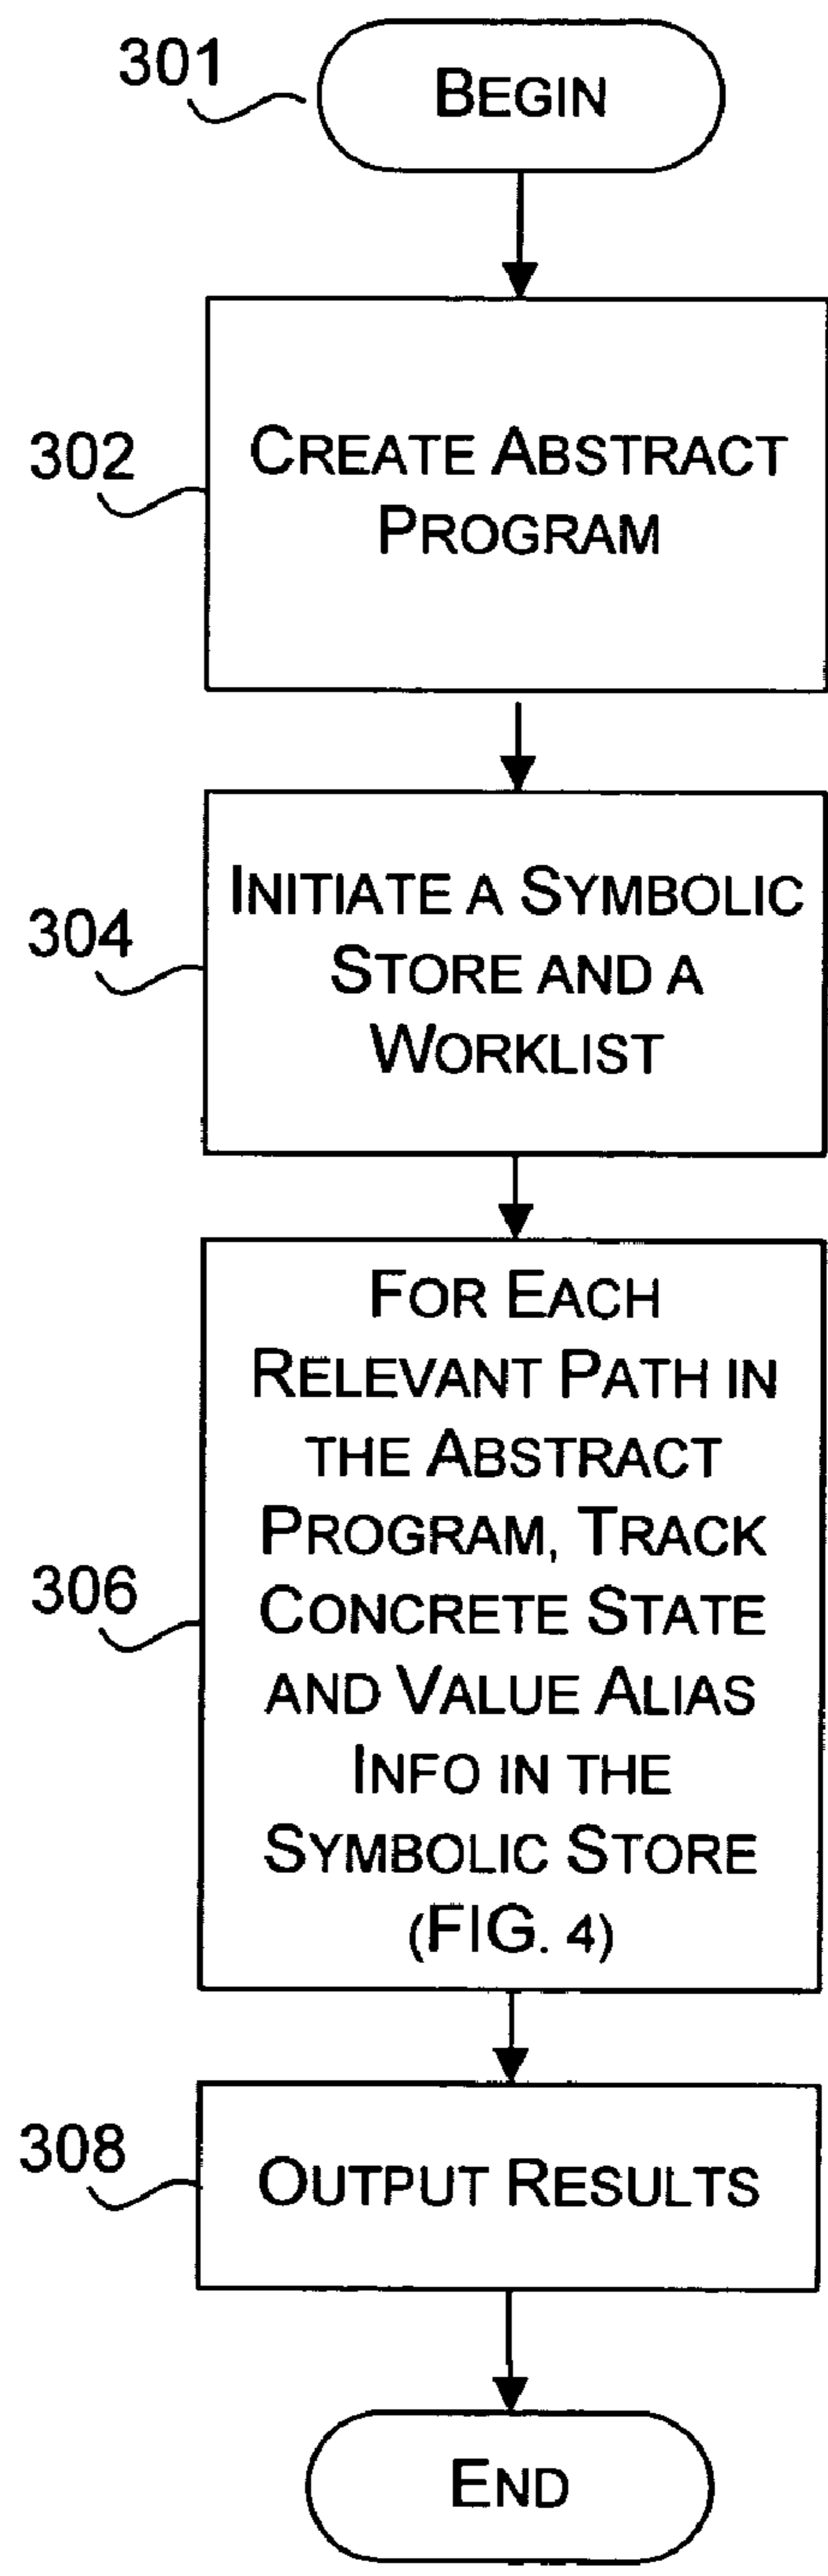 301
BEGIN
302
CREATE ABSTRACT
PROGRAM
304
INITIATE A SYMBOLIC
STORE AND A
WORKLIST
306
FOR EACH
RELEVANT PATH IN
THE ABSTRACT
PROGRAM, TRACK
CONCRETE STATE
AND VALUE ALIAS
INFO IN THE
SYMBOLIC STORE
(FIG. 4)
308
OUTPUT RESULTS
END